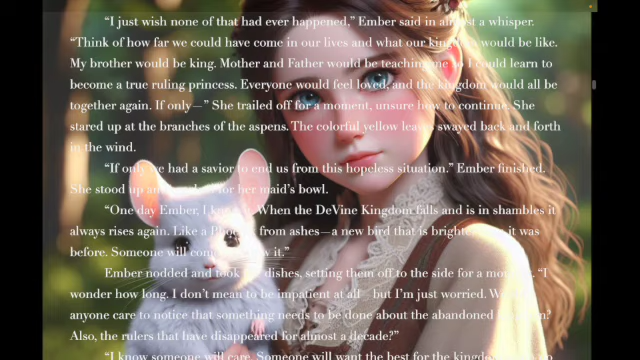 “I just wish none of that had ever happened,” Ember said in almost a whisper.
“Think of how far we could have come in our lives and what our kingdom would be like.
My brother would be king. Mother and Father would be teaching me so I could learn to
become a true ruling princess. Everyone would feel loved, and the kingdom would all be
together again. If only—” She trailed off for a moment, unsure how to continue. She
stared up at the branches of the aspens. The colorful yellow leaves swayed back and forth
in the wind.
“If only we had a savior to end us from this hopeless situation.” Ember finished.
She stood up for her maid’s bowl.
“One day Ember, I When the DeVine Kingdom falls and is in shambles it
always rises again. Like a from ashes—a new bird that is brighter it was
before. Someone will it.”
Ember nodded and took dishes, setting them off to the side for a “I
wonder how long. I don’t mean to be impatient at all but I’m just worried.
anyone care to notice that something needs to be done about the abandoned
Also, the rulers that have disappeared for almost a decade?”
“I know someone will care. Someone will want the best for the